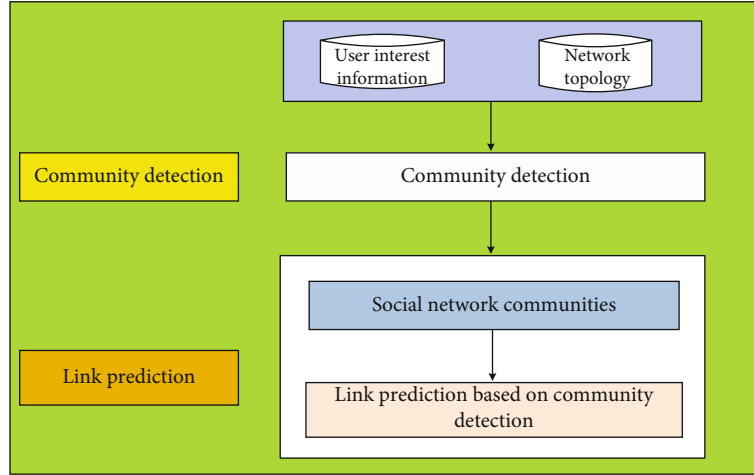 User interest
information
Network
topology
Community detection
Community detection
Social network communities
Link prediction
Link prediction based on community
detection